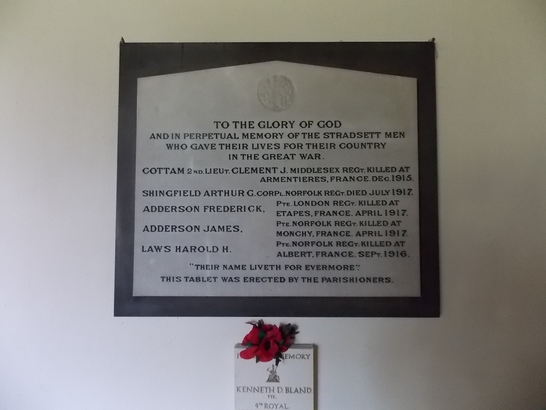 TO THE GLORY OF GOD
AND IN PERPETUAL MEMORY OF THE STRADSETT MEN
WHO GAVE THEIR LIVES FOR THEIR COUNTRY
IN THE GREAT WAR.
COTTAM 2ND. LIEUT. CLEMENT J. MIDDLESEX REGT. KILLED AT
ARMENTIERES, FRANCE. DEC. 1915.
SHINGFIELD ARTHUR G. CORPL. NORFOLK REGT. DIED JULY 1917.
ADDERSON FREDERICK, PTE. LONDON REGT. KILLED AT
ETAPES, FRANCE. APRIL 1917.
ADDERSON JAMES, PTE. NORFOLK REGT. KILLED AT
MONCHY, FRANCE. APRIL 1917.
LAWS HAROLD H. PTE. NORFOLK REGT. KILLED AT
ALBERT, FRANCE. SEPT. 1916.
"THEIR NAME LIVETH FOR EVERMORE"
THIS TABLET WAS ERECTED BY THE PARISHIONERS.
MEMORY
KENNETH D. BLAND
PTE.
4TH ROYAL